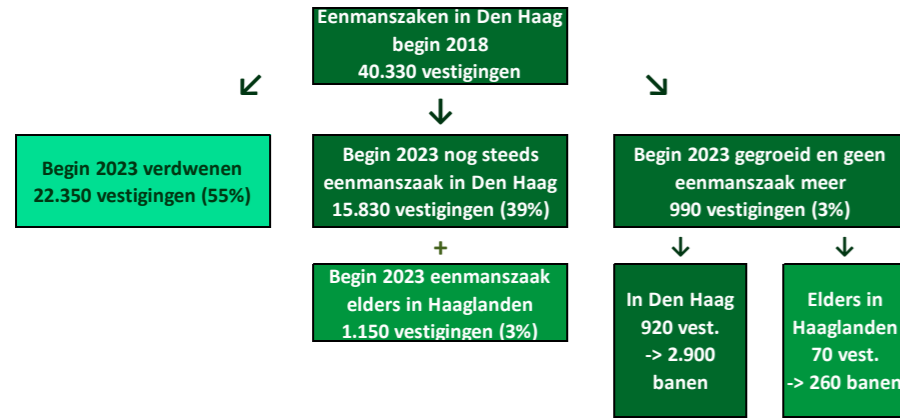 Eenmanszaken in Den Haag
begin 2018
40.330 vestigingen
Begin 2023 verdwenen
22.350 vestigingen (55%)
Begin 2023 nog steeds
eenmanszaak in Den Haag
15.830 vestigingen (39%)
+
Begin 2023 eenmanszaak
elders in Haaglanden
1.150 vestigingen (3%)
Begin 2023 gegroeid en geen
eenmanszaak meer
990 vestigingen (3%)
In Den Haag
920 vest.
-> 2.900
banen
Elders in
Haaglanden
70 vest.
-> 260 banen